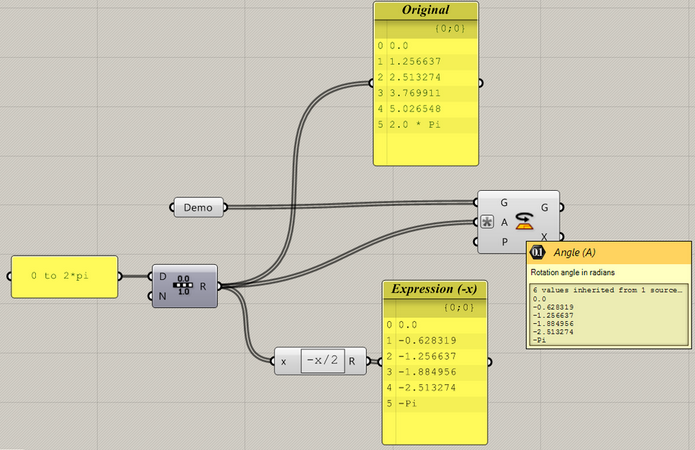 Original
{0;0}
0 0.0
1 1.256637
2 2.513274
3 3.769911
4 5.026548
5 2.0 * Pi
Demo
G
A
P
G
X
0 to 2*pi
D
N
0.0
1.0
R
Angle (A)
Rotation angle in radians
6 values inherited from 1 source...
0.0
-0.628319
-1.256637
-1.884956
-2.513274
-Pi
Expression (-x)
{0;0}
0 0.0
1 -0.628319
2 -1.256637
3 -1.884956
4 -2.513274
5 -Pi
x
-x/2
R